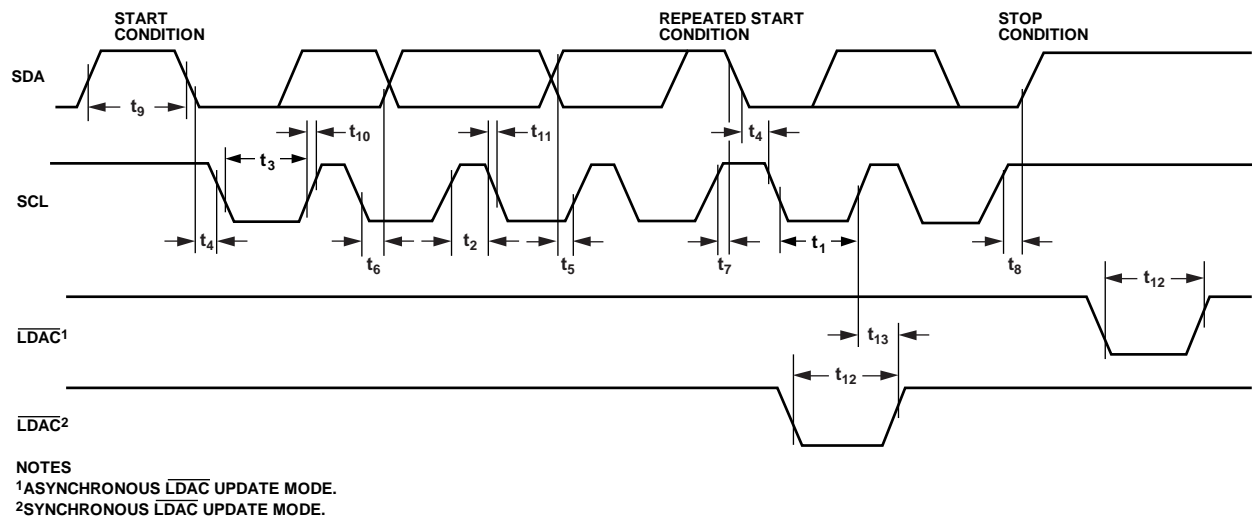 START
CONDITION
REPEATED START
CONDITION
STOP
CONDITION
SDA
t9
t10
t11
t4
t3
SCL
t4
t6
t2
t5
t7
t1
t8
t12
LDAC1
t13
t12
LDAC2
NOTES
1ASYNCHRONOUS LDAC UPDATE MODE.
2SYNCHRONOUS LDAC UPDATE MODE.